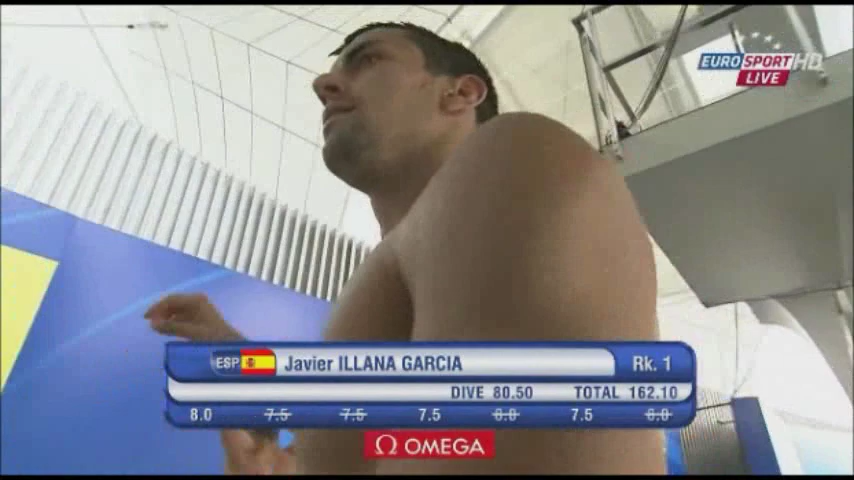 EUROSPORT HD
LIVE
ESP Javier ILLANA GARCIA Rk. 1
DIVE 80.50 TOTAL 162.10
8.0 7.5 7.5 7.5 8.0 7.5 8.0
Ω OMEGA